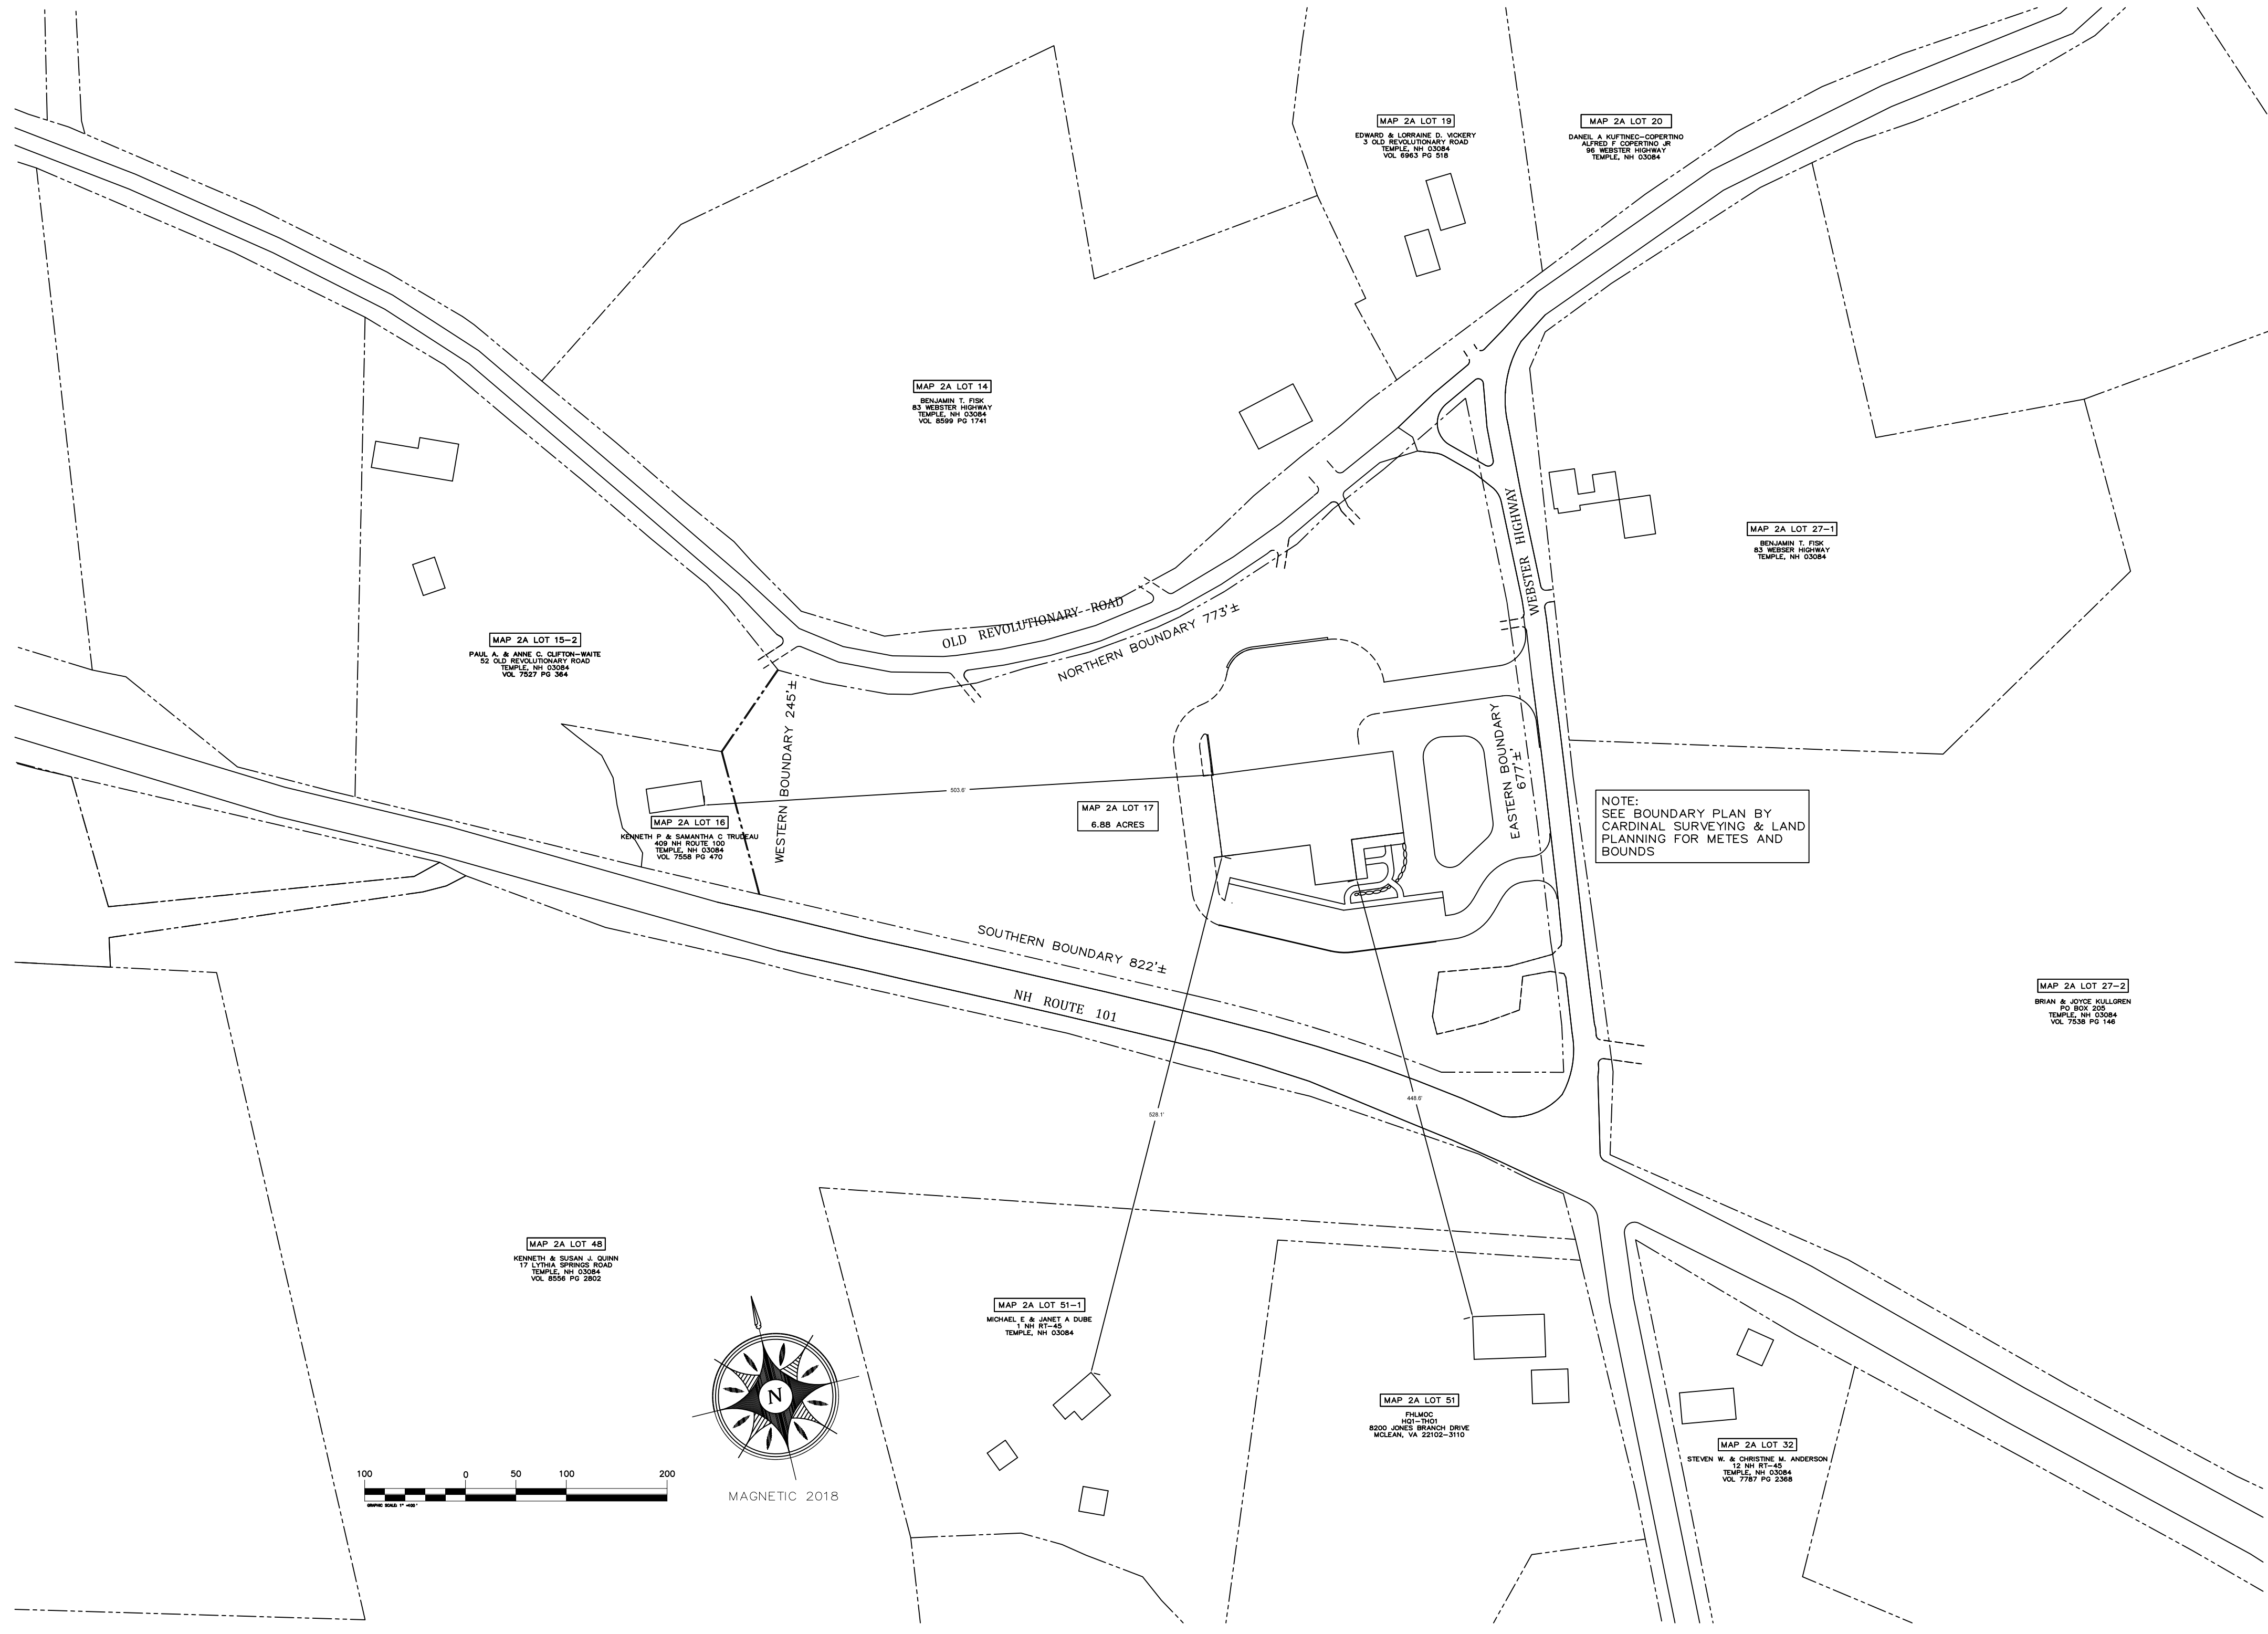 MAP 2A LOT 19
EDWARD & LORRAINE D. VICKERY
3 OLD REVOLUTIONARY ROAD
TEMPLE, NH 03084
VOL 6963 PG 518
MAP 2A LOT 20
DANEIL A KUFTINEC-COPERTINO
ALFRED F COPERTINO JR
96 WEBSTER HIGHWAY
TEMPLE, NH 03084
MAP 2A LOT 14
BENJAMIN T. FISK
83 WEBSTER HIGHWAY
TEMPLE, NH 03084
VOL 8599 PG 1741
MAP 2A LOT 27-1
BENJAMIN T. FISK
83 WEBSER HIGHWAY
TEMPLE, NH 03084
WEBSTER HIGHWAY
OLD REVOLUTIONARY ROAD
NORTHERN BOUNDARY 773'±
MAP 2A LOT 15-2
PAUL A. & ANNE C. CLIFTON-WAITE
52 OLD REVOLUTIONARY ROAD
TEMPLE, NH 03084
VOL 7527 PG 364
WESTERN BOUNDARY 245'±
EASTERN BOUNDARY
677'±
503.6'
MAP 2A LOT 17
6.88 ACRES
MAP 2A LOT 16
KENNETH P & SAMANTHA C TRUDEAU
409 NH ROUTE 100
TEMPLE, NH 03084
VOL 7558 PG 470
NOTE:
SEE BOUNDARY PLAN BY
CARDINAL SURVEYING & LAND
PLANNING FOR METES AND
BOUNDS
SOUTHERN BOUNDARY 822'±
NH ROUTE 101
MAP 2A LOT 27-2
BRIAN & JOYCE KULLGREN
PO BOX 205
TEMPLE, NH 03084
VOL 7538 PG 146
528.1'
448.6'
MAP 2A LOT 48
KENNETH & SUSAN J. QUINN
17 LYTHIA SPRINGS ROAD
TEMPLE, NH 03084
VOL 8556 PG 2802
MAP 2A LOT 51-1
MICHAEL E & JANET A DUBE
1 NH RT-45
TEMPLE, NH 03084
MAP 2A LOT 51
FHLMOC
HQ1-TH01
8200 JONES BRANCH DRIVE
MCLEAN, VA 22102-3110
MAP 2A LOT 32
STEVEN W. & CHRISTINE M. ANDERSON
12 NH RT-45
TEMPLE, NH 03084
VOL 7787 PG 2368
N
MAGNETIC 2018
100 0 50 100 200
GRAPHIC SCALE: 1" =100'